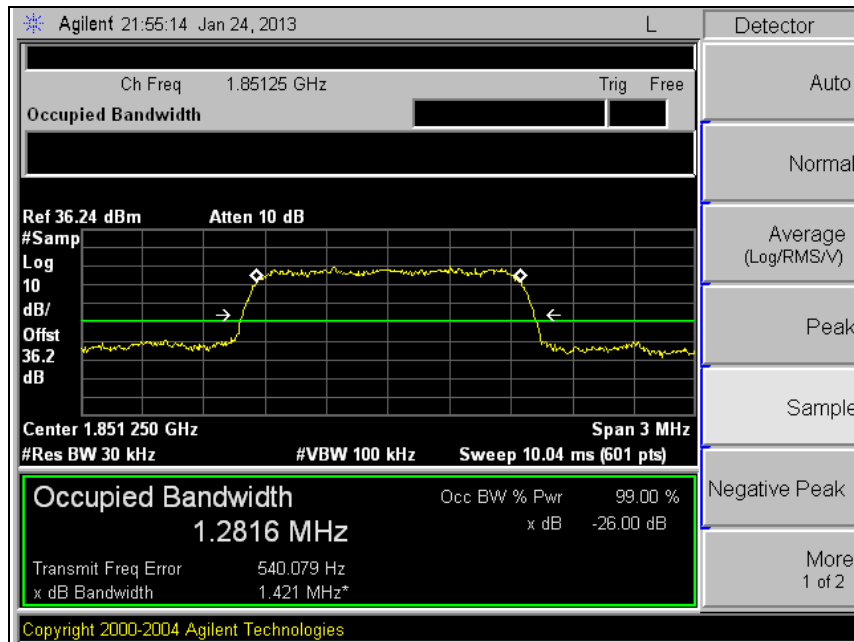 Agilent 21:55:14 Jan 24, 2013 L Detector
Ch Freq 1.85125 GHz Trig Free
Occupied Bandwidth
Auto
Normal
Average
(Log/RMS/V)
Peak
Sample
Negative Peak
More
1 of 2
Ref 36.24 dBm Atten 10 dB
#Samp
Log
10
dB/
Offst
36.2
dB
Center 1.851 250 GHz Span 3 MHz
#Res BW 30 kHz #VBW 100 kHz Sweep 10.04 ms (601 pts)
Occupied Bandwidth Occ BW % Pwr 99.00 %
1.2816 MHz x dB -26.00 dB
Transmit Freq Error 540.079 Hz
x dB Bandwidth 1.421 MHz*
Copyright 2000-2004 Agilent Technologies